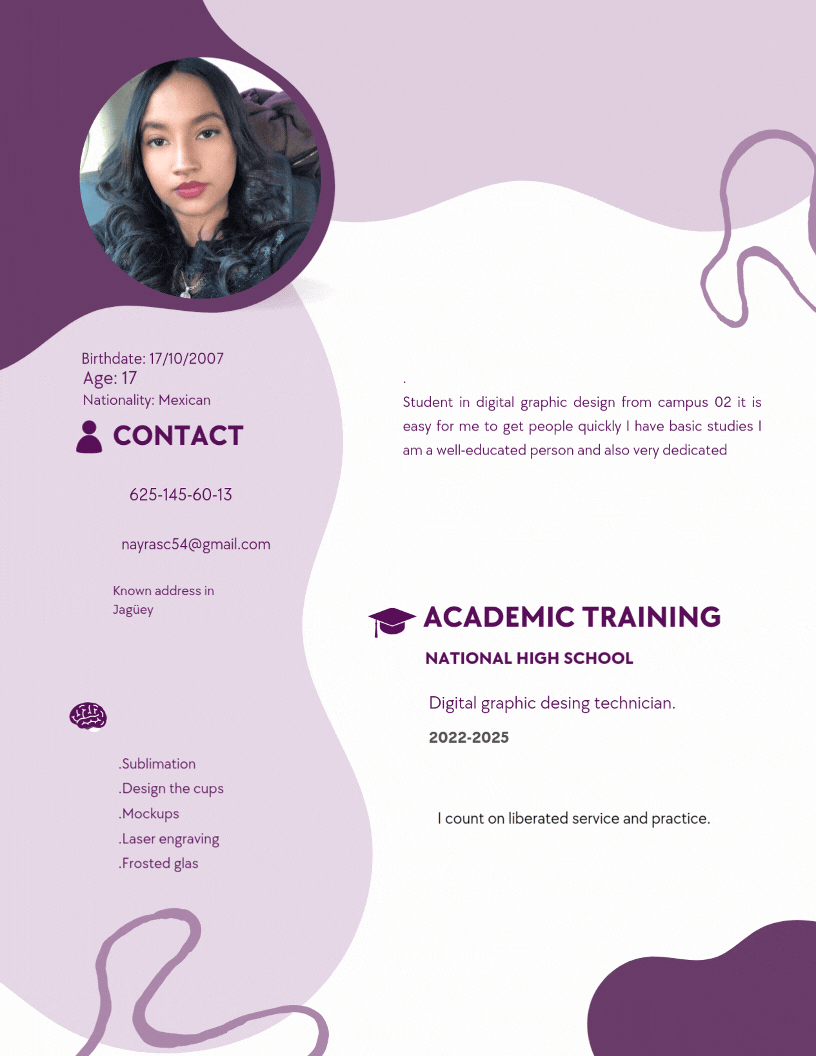 Birthdate: 17/10/2007
Age: 17
Nationality: Mexican
CONTACT
625-145-60-13
nayrasc54@gmail.com
Known address in
Jagüey
.Sublimation
.Design the cups
.Mockups
.Laser engraving
.Frosted glas
.
Student in digital graphic design from campus 02 it is
easy for me to get people quickly I have basic studies I
am a well-educated person and also very dedicated
ACADEMIC TRAINING
NATIONAL HIGH SCHOOL
Digital graphic desing technician.
2022-2025
I count on liberated service and practice.